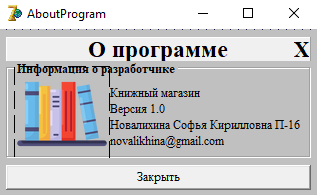 AboutProgram
О программе X
Информация о разработчике
Книжный магазин
Версия 1.0
Новалихина Софья Кирилловна П-16
novalikhina@gmail.com
Закрыть